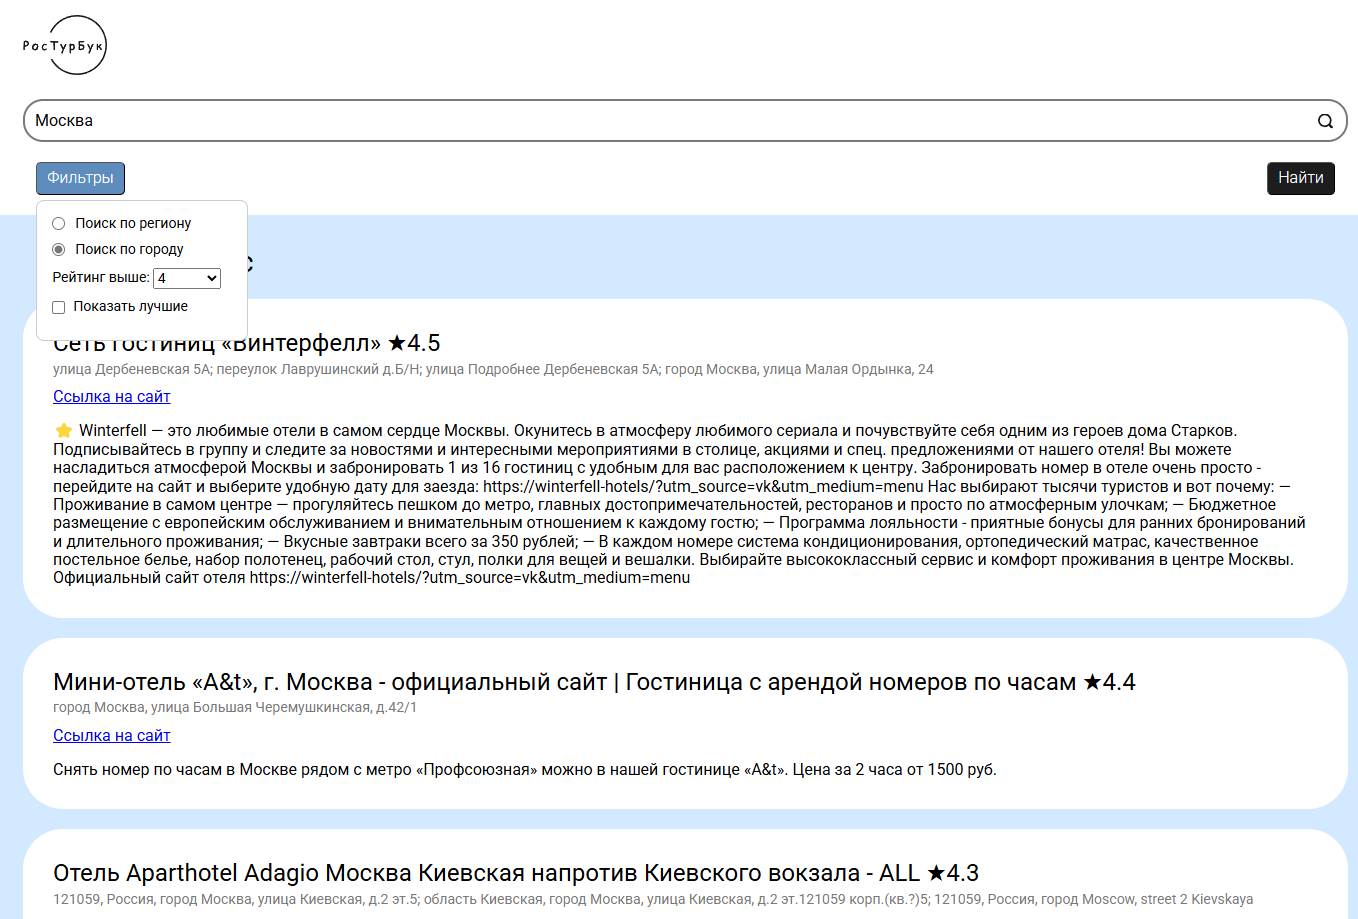 РосТурБук
Москва
Фильтры
Найти
Поиск по региону
Поиск по городу
Рейтинг выше: 4
Показать лучшие
Сеть гостиниц «Винтерфелл» ★4.5
улица Дербеневская 5А; переулок Лаврушинский д.Б/Н; улица Подробнее Дербеневская 5А; город Москва, улица Малая Ордынка, 24
Ссылка на сайт
⭐ Winterfell — это любимые отели в самом сердце Москвы. Окунитесь в атмосферу любимого сериала и почувствуйте себя одним из героев дома Старков.
Подписывайтесь в группу и следите за новостями и интересными мероприятиями в столице, акциями и спец. предложениями от нашего отеля! Вы можете
насладиться атмосферой Москвы и забронировать 1 из 16 гостиниц с удобным для вас расположением к центру. Забронировать номер в отеле очень просто -
перейдите на сайт и выберите удобную дату для заезда: https://winterfell-hotels/?utm_source=vk&utm_medium=menu Нас выбирают тысячи туристов и вот почему: —
Проживание в самом центре — прогуляйтесь пешком до метро, главных достопримечательностей, ресторанов и просто по атмосферным улочкам; — Бюджетное
размещение с европейским обслуживанием и внимательным отношением к каждому гостю; — Программа лояльности - приятные бонусы для ранних бронирований
и длительного проживания; — Вкусные завтраки всего за 350 рублей; — В каждом номере система кондиционирования, ортопедический матрас, качественное
постельное белье, набор полотенец, рабочий стол, стул, полки для вещей и вешалки. Выбирайте высококлассный сервис и комфорт проживания в центре Москвы.
Официальный сайт отеля https://winterfell-hotels/?utm_source=vk&utm_medium=menu
Мини-отель «A&t», г. Москва - официальный сайт | Гостиница с арендой номеров по часам ★4.4
город Москва, улица Большая Черемушкинская, д.42/1
Ссылка на сайт
Снять номер по часам в Москве рядом с метро «Профсоюзная» можно в нашей гостинице «A&t». Цена за 2 часа от 1500 руб.
Отель Aparthotel Adagio Москва Киевская напротив Киевского вокзала - ALL ★4.3
121059, Россия, город Москва, улица Киевская, д.2 эт.5; область Киевская, город Москва, улица Киевская, д.2 эт.121059 корп.(кв.?)5; 121059, Россия, город Moscow, street 2 Kievskaya